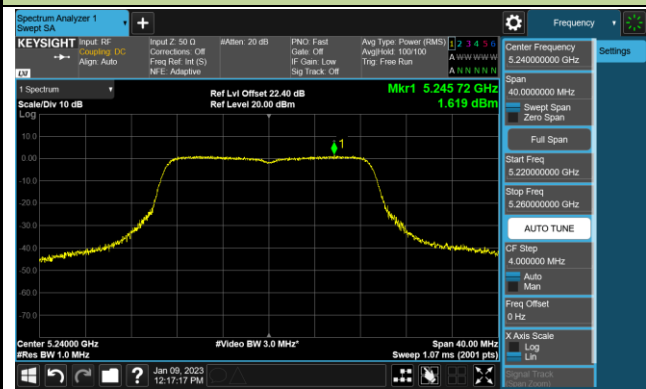 Spectrum Analyzer 1
Swept SA
Frequency
KEYSIGHT
Input: RF
Coupling: DC
Align: Auto
Input Z: 50 Ω
Corrections: Off
Freq Ref: Int (S)
NFE: Adaptive
#Atten: 20 dB
PNO: Fast
Gate: Off
IF Gain: Low
Sig Track: Off
Avg Type: Power (RMS)
Avg|Hold: 100/100
Trig: Free Run
1 2 3 4 5 6
A W W W W W
A N N N N N
LXI
1 Spectrum
Scale/Div 10 dB
Log
Ref Lvl Offset 22.40 dB
Ref Level 20.00 dBm
Mkr1 5.245 72 GHz
1.619 dBm
1
10.0
0.00
-10.0
-20.0
-30.0
-40.0
-50.0
-60.0
-70.0
Center 5.24000 GHz
#Res BW 1.0 MHz
#Video BW 3.0 MHz*
Span 40.00 MHz
Sweep 1.07 ms (2001 pts)
Jan 09, 2023
12:17:17 PM
Center Frequency
5.240000000 GHz
Settings
Span
40.0000000 MHz
Swept Span
Zero Span
Full Span
Start Freq
5.220000000 GHz
Stop Freq
5.260000000 GHz
AUTO TUNE
CF Step
4.000000 MHz
Auto
Man
Freq Offset
0 Hz
X Axis Scale
Log
Lin
Signal Track
(Span Zoom)